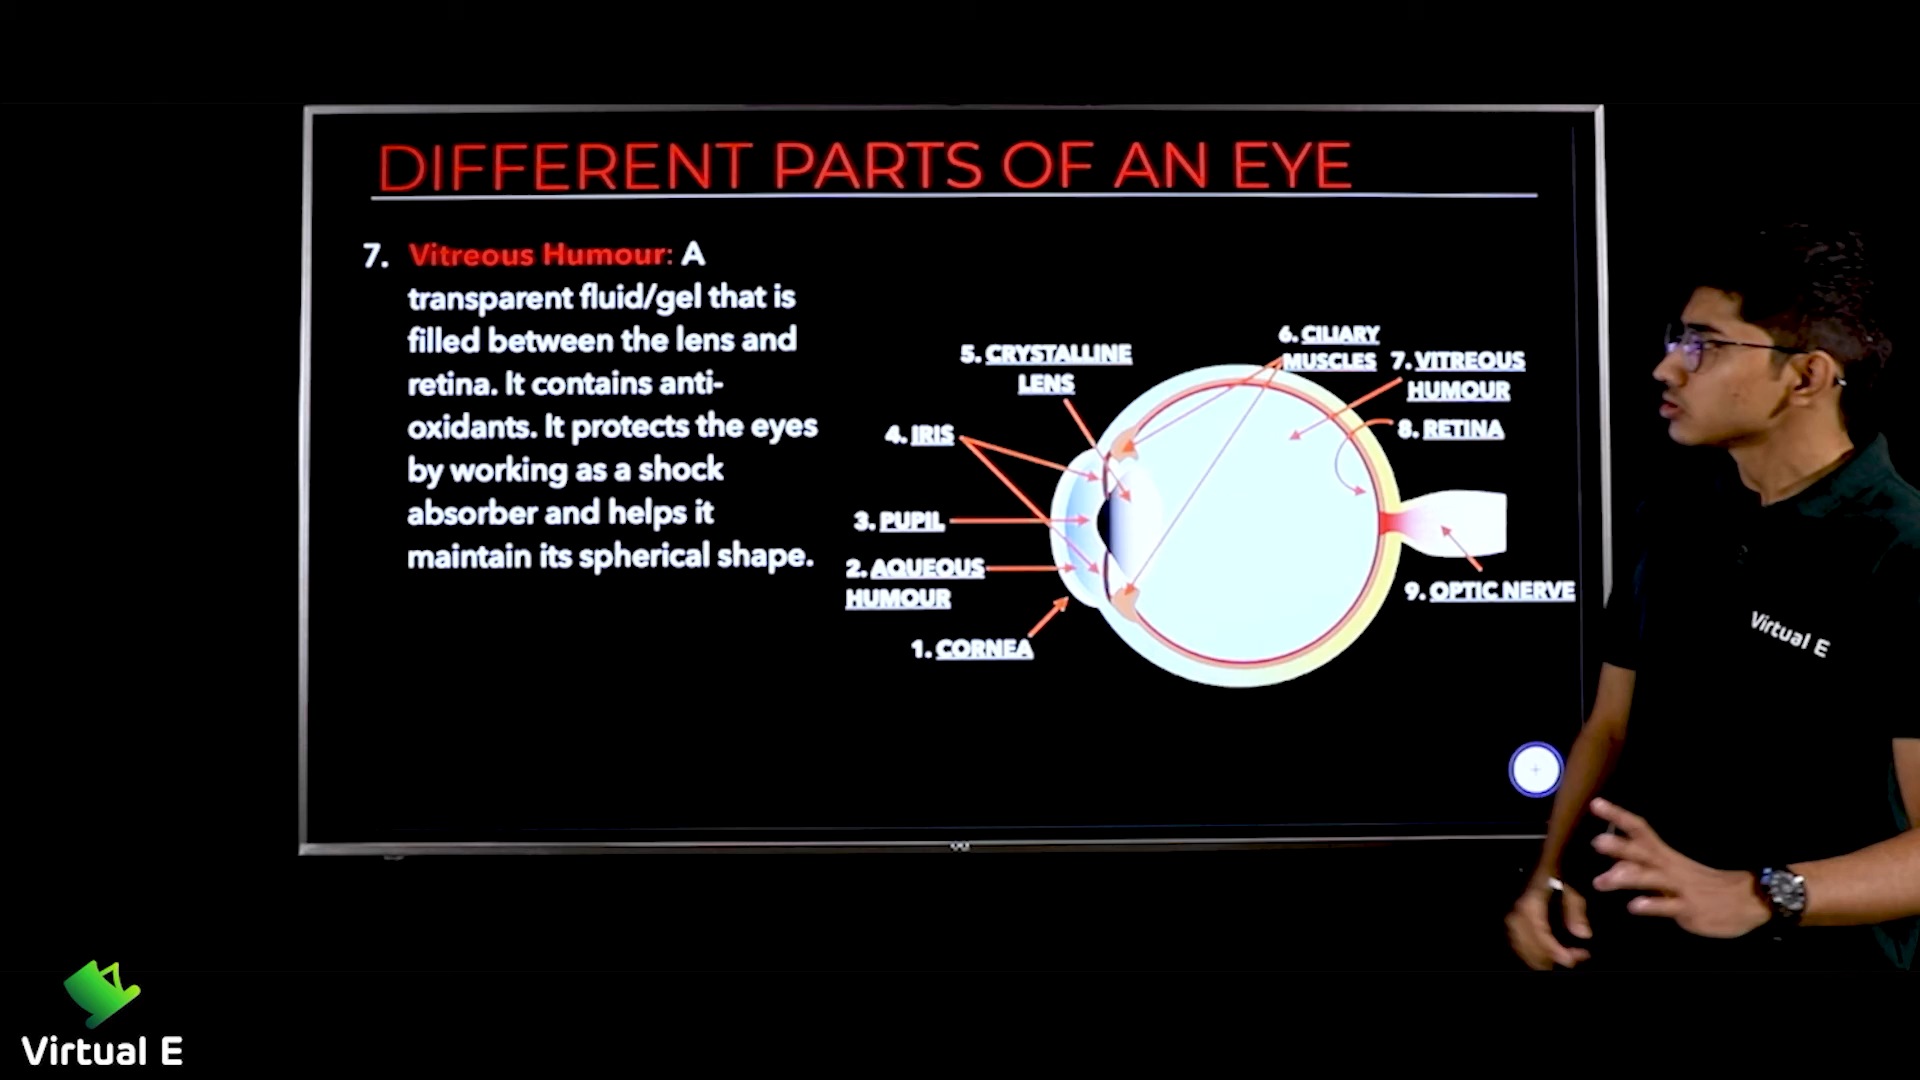 DIFFERENT PARTS OF AN EYE
7. Vitreous Humour: A
transparent fluid/gel that is
filled between the lens and
retina. It contains anti-
oxidants. It protects the eyes
by working as a shock
absorber and helps it
maintain its spherical shape.
5. CRYSTALLINE
LENS
6. CILIARY
MUSCLES
7. VITREOUS
HUMOUR
4. IRIS
8. RETINA
3. PUPIL
2. AQUEOUS
HUMOUR
9. OPTIC NERVE
1. CORNEA
Virtual E
Virtual E